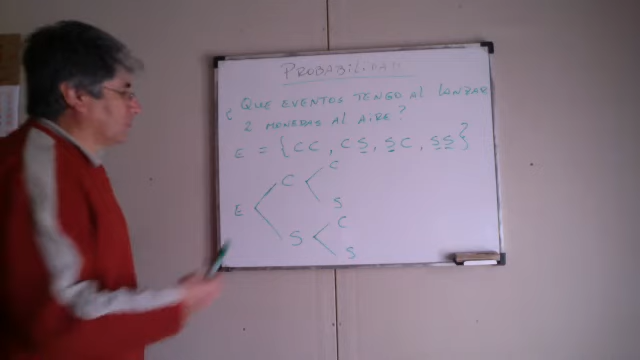 PROBABILIDAD
¿ QUE EVENTOS TENGO AL LANZAR
2 MONEDAS AL AIRE ?
E = { CC , CS , SC , SS }
C
C
S
E
C
S
S